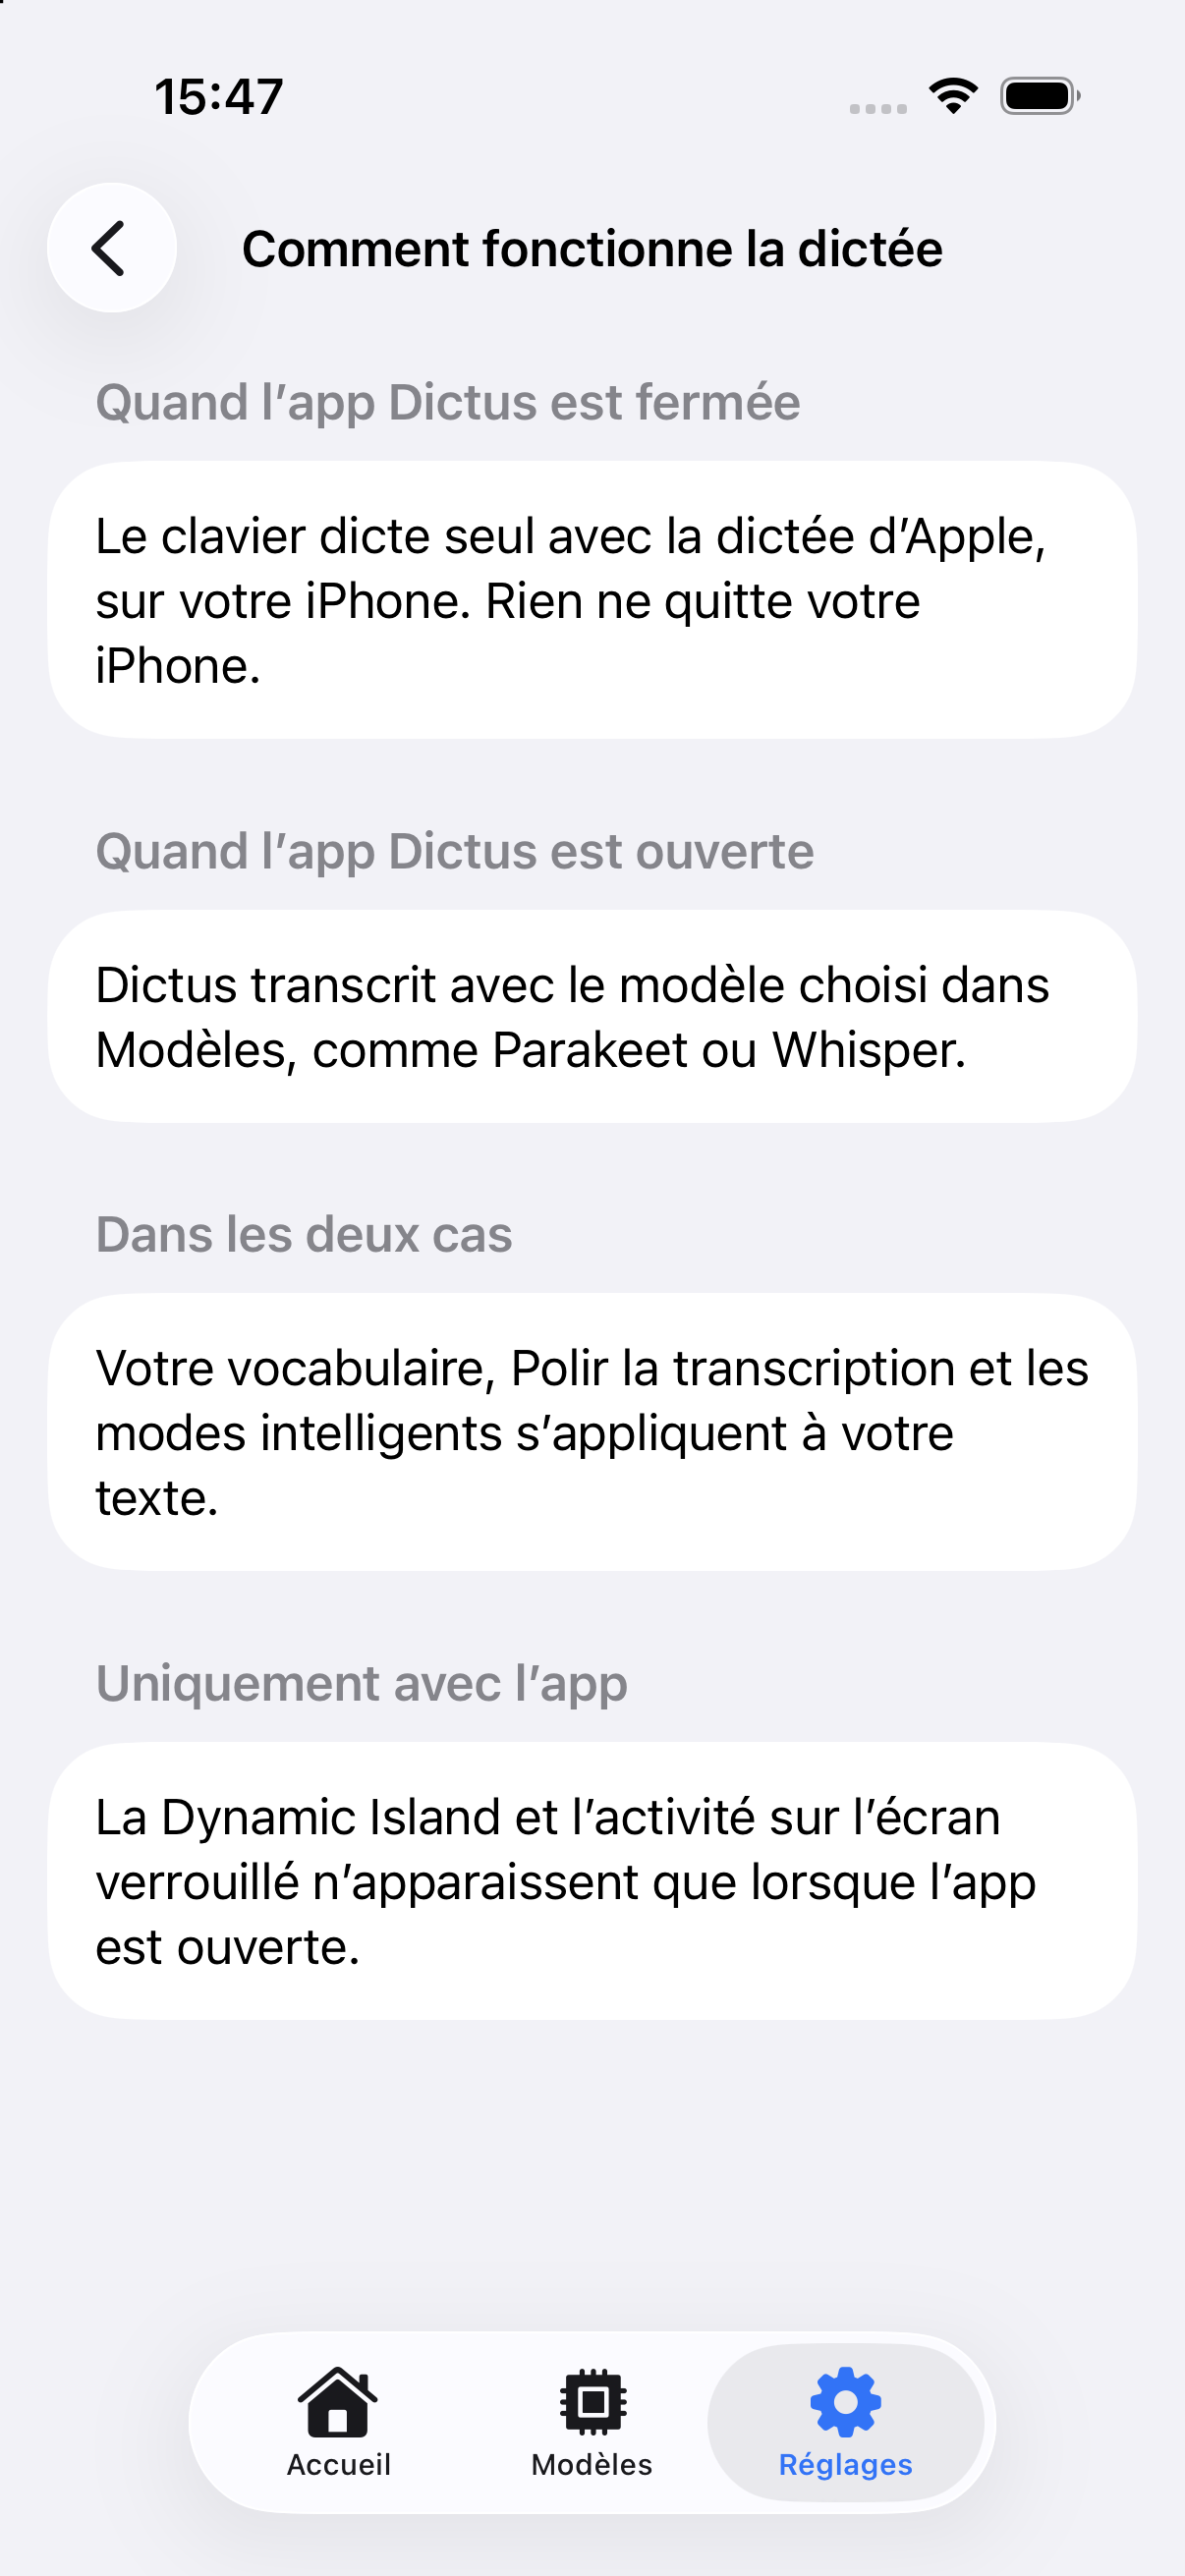 15:47
Comment fonctionne la dictée
Quand l’app Dictus est fermée
Le clavier dicte seul avec la dictée d’Apple,
sur votre iPhone. Rien ne quitte votre
iPhone.
Quand l’app Dictus est ouverte
Dictus transcrit avec le modèle choisi dans
Modèles, comme Parakeet ou Whisper.
Dans les deux cas
Votre vocabulaire, Polir la transcription et les
modes intelligents s’appliquent à votre
texte.
Uniquement avec l’app
La Dynamic Island et l’activité sur l’écran
verrouillé n’apparaissent que lorsque l’app
est ouverte.
Accueil
Modèles
Réglages